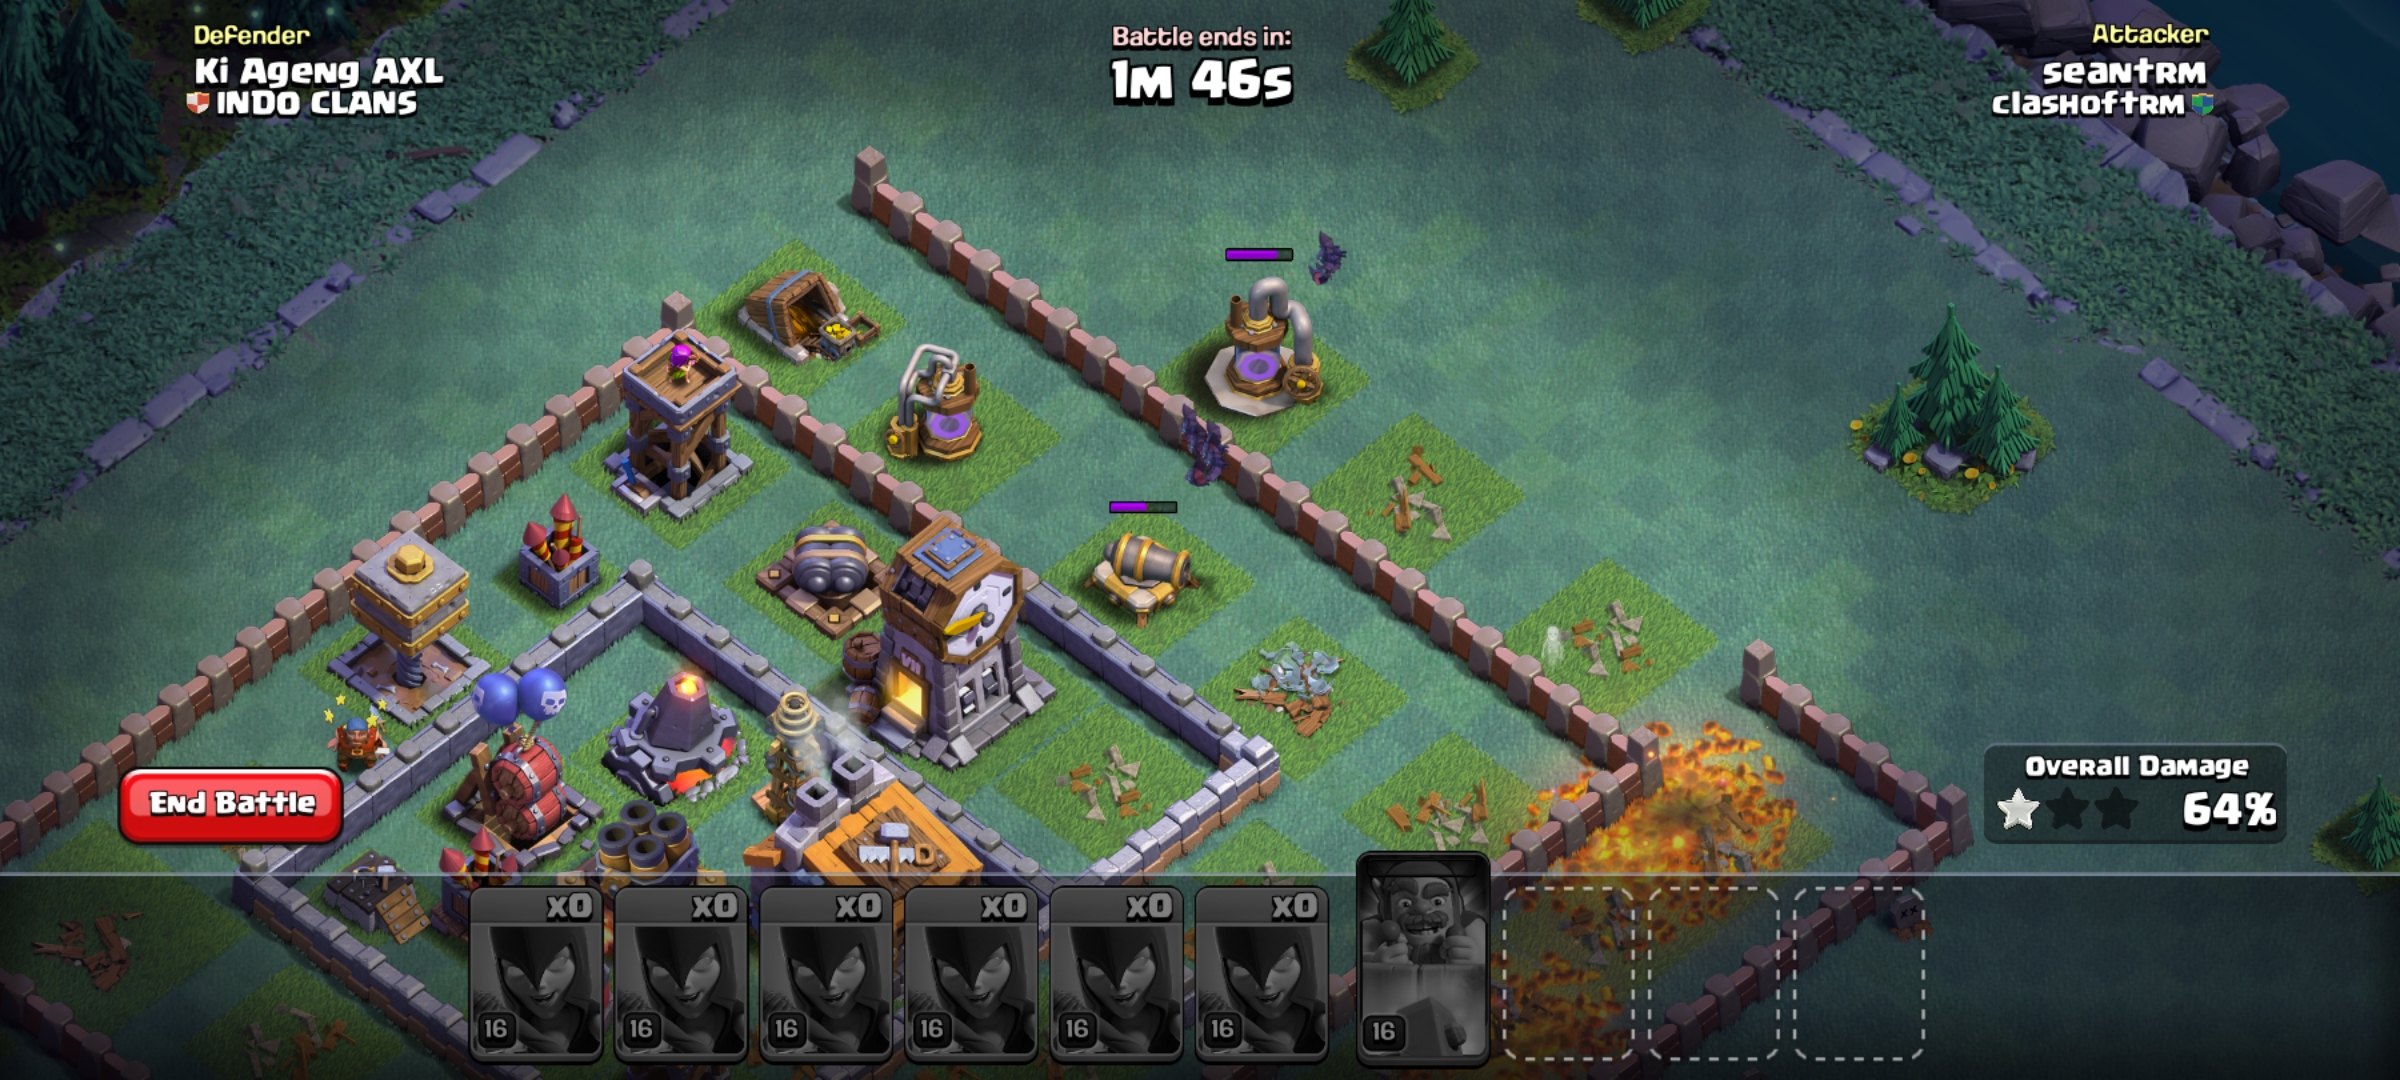 Defender
Ki Ageng AXL
INDO CLANS
Battle ends in:
1M 46s
Attacker
seantRM
clashoftRM
VII
End Battle
Overall Damage
64%
x0
x0
x0
x0
x0
x0
16
16
16
16
16
16
16